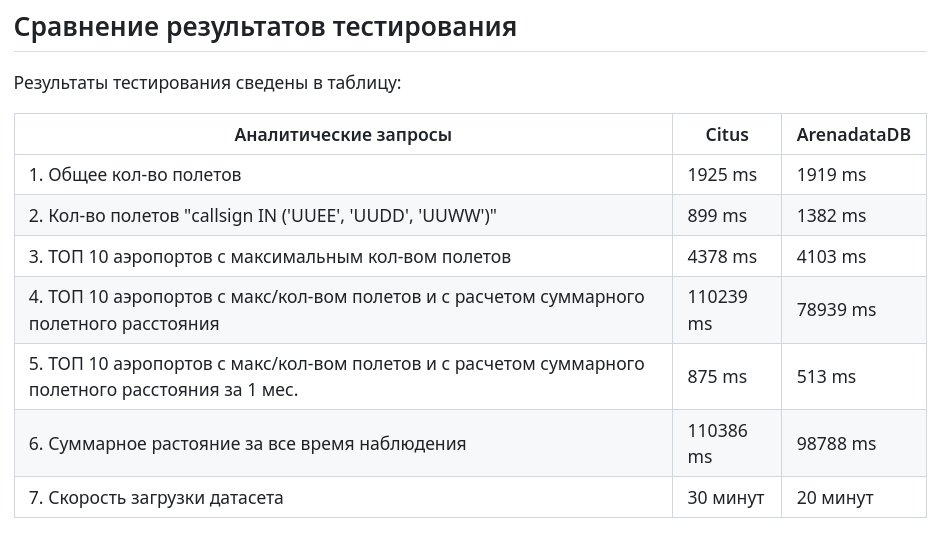 Сравнение результатов тестирования
Результаты тестирования сведены в таблицу:
Аналитические запросы Citus ArenadataDB
1. Общее кол-во полетов 1925 ms 1919 ms
2. Кол-во полетов "callsign IN ('UUEE', 'UUDD', 'UUWW')" 899 ms 1382 ms
3. ТОП 10 аэропортов с максимальным кол-вом полетов 4378 ms 4103 ms
4. ТОП 10 аэропортов с макс/кол-вом полетов и с расчетом суммарного
полетного расстояния
110239
ms
78939 ms
5. ТОП 10 аэропортов с макс/кол-вом полетов и с расчетом суммарного
полетного расстояния за 1 мес.
875 ms 513 ms
6. Суммарное растояние за все время наблюдения
110386
ms
98788 ms
7. Скорость загрузки датасета 30 минут 20 минут